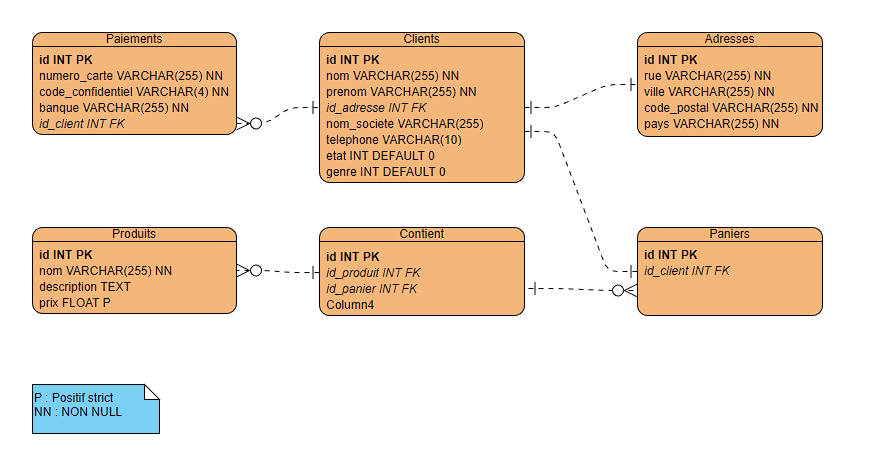 Paiements
id INT PK
numero_carte VARCHAR(255) NN
code_confidentiel VARCHAR(4) NN
banque VARCHAR(255) NN
id_client INT FK
Clients
id INT PK
nom VARCHAR(255) NN
prenom VARCHAR(255) NN
id_adresse INT FK
nom_societe VARCHAR(255)
telephone VARCHAR(10)
etat INT DEFAULT 0
genre INT DEFAULT 0
Adresses
id INT PK
rue VARCHAR(255) NN
ville VARCHAR(255) NN
code_postal VARCHAR(255) NN
pays VARCHAR(255) NN
Produits
id INT PK
nom VARCHAR(255) NN
description TEXT
prix FLOAT P
Contient
id INT PK
id_produit INT FK
id_panier INT FK
Column4
Paniers
id INT PK
id_client INT FK
P : Positif strict
NN : NON NULL